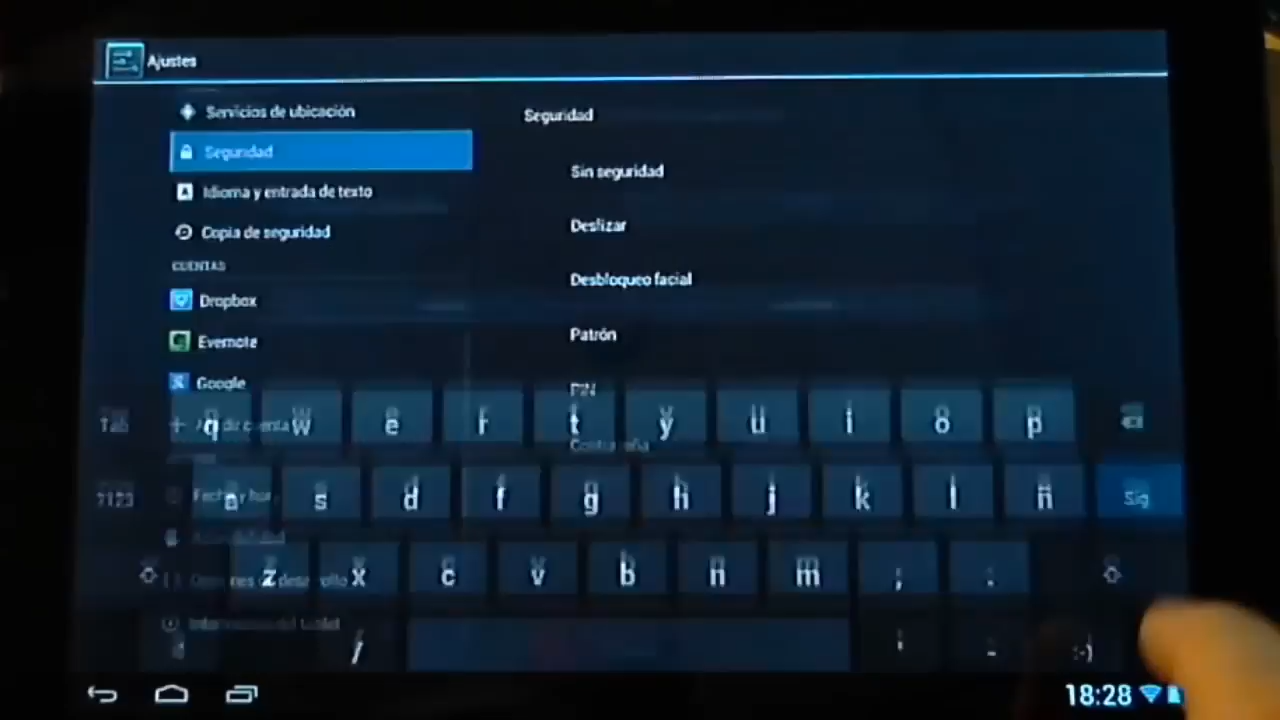 Ajustes
Servicios de ubicación
Seguridad
Idioma y entrada de texto
Copia de seguridad
CUENTAS
Dropbox
Evernote
Google
Seguridad
Sin seguridad
Deslizar
Desbloqueo facial
Patrón
PIN
Tab q w e r t y u i o p
?123 a s d f g h j k l ñ Sig
z x c v b n m ; :
/ ' - :-)
18:28